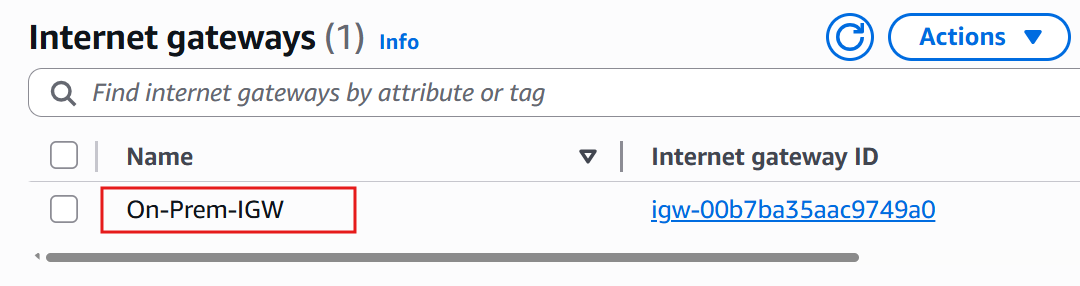 Internet gateways (1) Info
Actions
Find internet gateways by attribute or tag
Name Internet gateway ID
On-Prem-IGW igw-00b7ba35aac9749a0